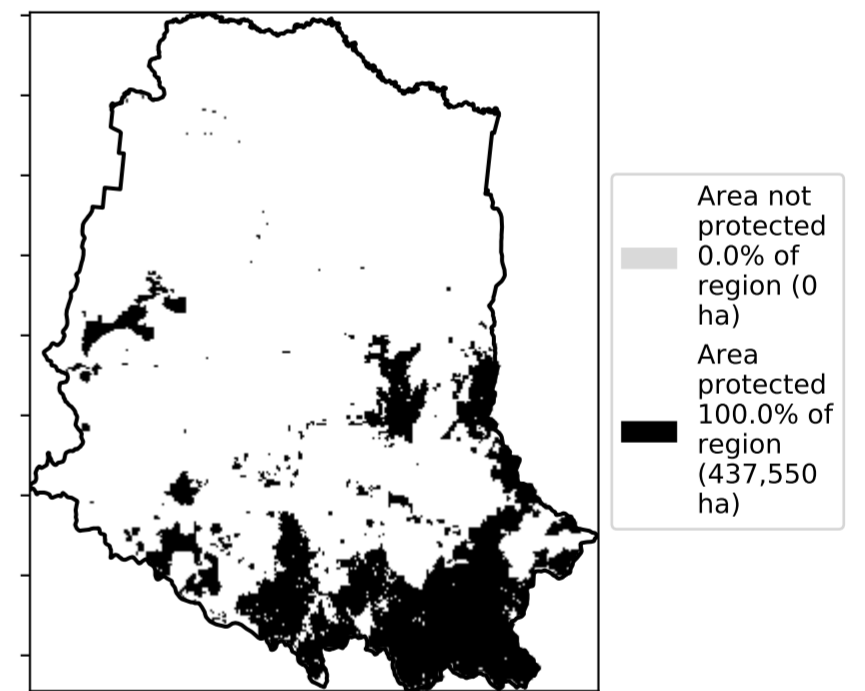 Area not
protected
0.0% of
region (0
ha)
Area
protected
100.0% of
region
(437,550
ha)